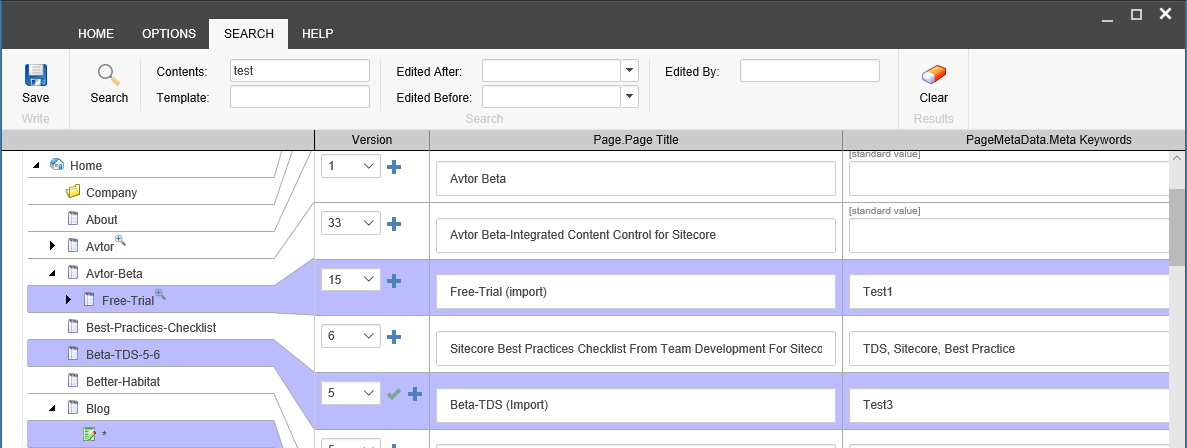 HOME OPTIONS SEARCH HELP
Contents: test Edited After: Edited By:
Save Search Template: Edited Before: Clear
Write Search Results
Version Page.Page Title PageMetaData.Meta Keywords
Home
Company
About
Avtor
Avtor-Beta
Free-Trial
Best-Practices-Checklist
Beta-TDS-5-6
Better-Habitat
Blog
*
1 Avtor Beta [standard value]
33 Avtor Beta-Integrated Content Control for Sitecore [standard value]
15 Free-Trial (import) Test1
6 Sitecore Best Practices Checklist From Team Development For Siteco TDS, Sitecore, Best Practice
5 Beta-TDS (Import) Test3